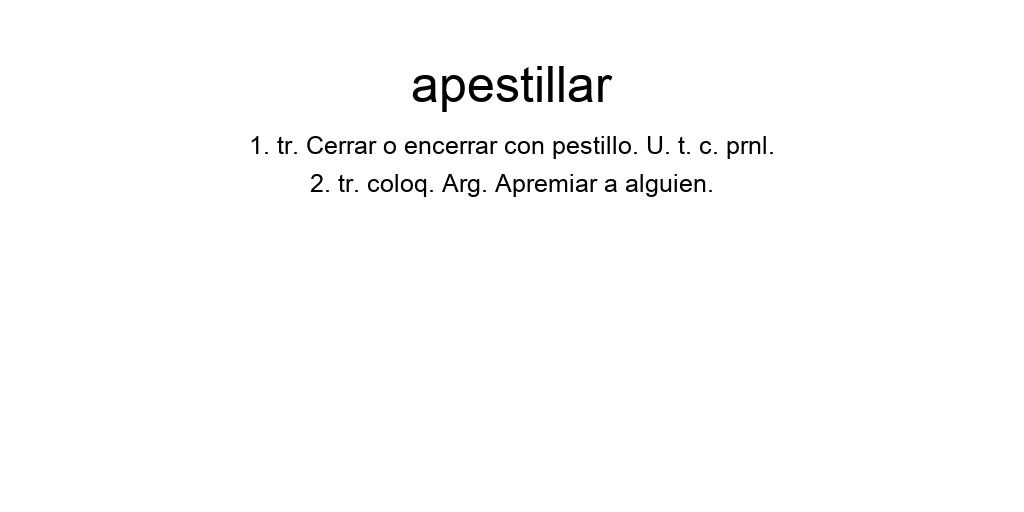 apestillar
1. tr. Cerrar o encerrar con pestillo. U. t. c. prnl.
2. tr. coloq. Arg. Apremiar a alguien.